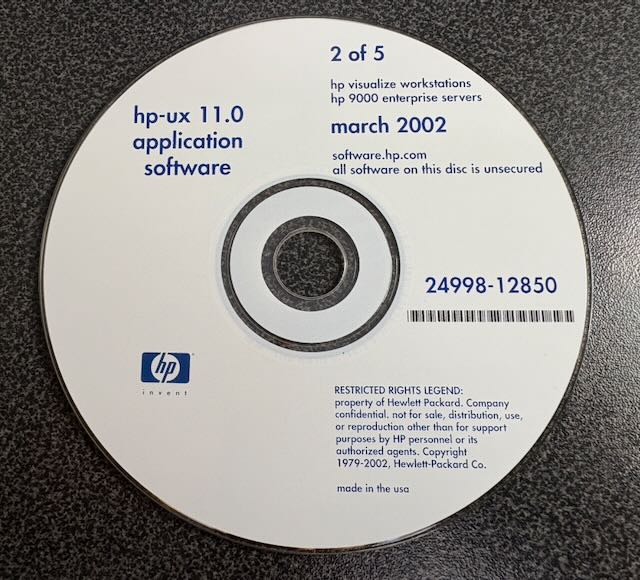 2 of 5
hp visualize workstations
hp 9000 enterprise servers
march 2002
software.hp.com
all software on this disc is unsecured
hp-ux 11.0
application
software
24998-12850
hp
invent
RESTRICTED RIGHTS LEGEND:
property of Hewlett Packard. Company
confidential. not for sale, distribution, use,
or reproduction other than for support
purposes by HP personnel or its
authorized agents. Copyright
1979-2002, Hewlett-Packard Co.
made in the usa